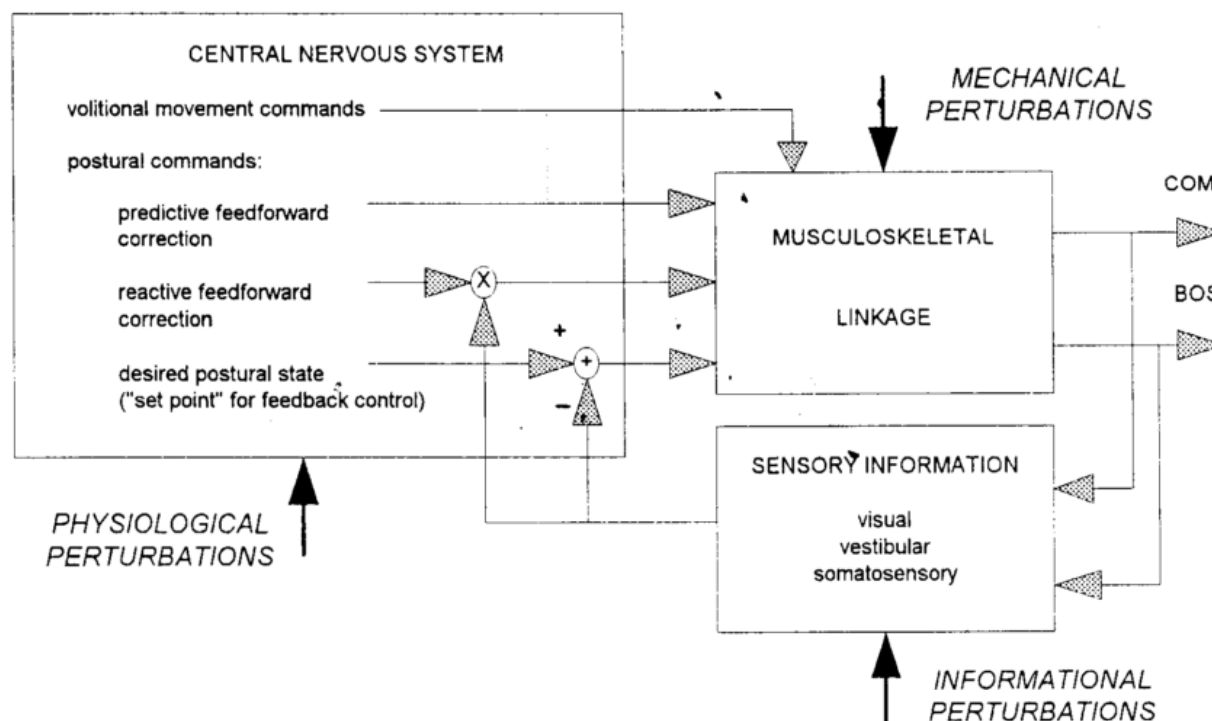 CENTRAL NERVOUS SYSTEM
volitional movement commands
postural commands:
predictive feedforward
correction
reactive feedforward
correction
desired postural state
("set point" for feedback control)
X
+
+
−
MECHANICAL
PERTURBATIONS
MUSCULOSKELETAL
LINKAGE
COM
BOS
SENSORY INFORMATION
visual
vestibular
somatosensory
PHYSIOLOGICAL
PERTURBATIONS
INFORMATIONAL
PERTURBATIONS